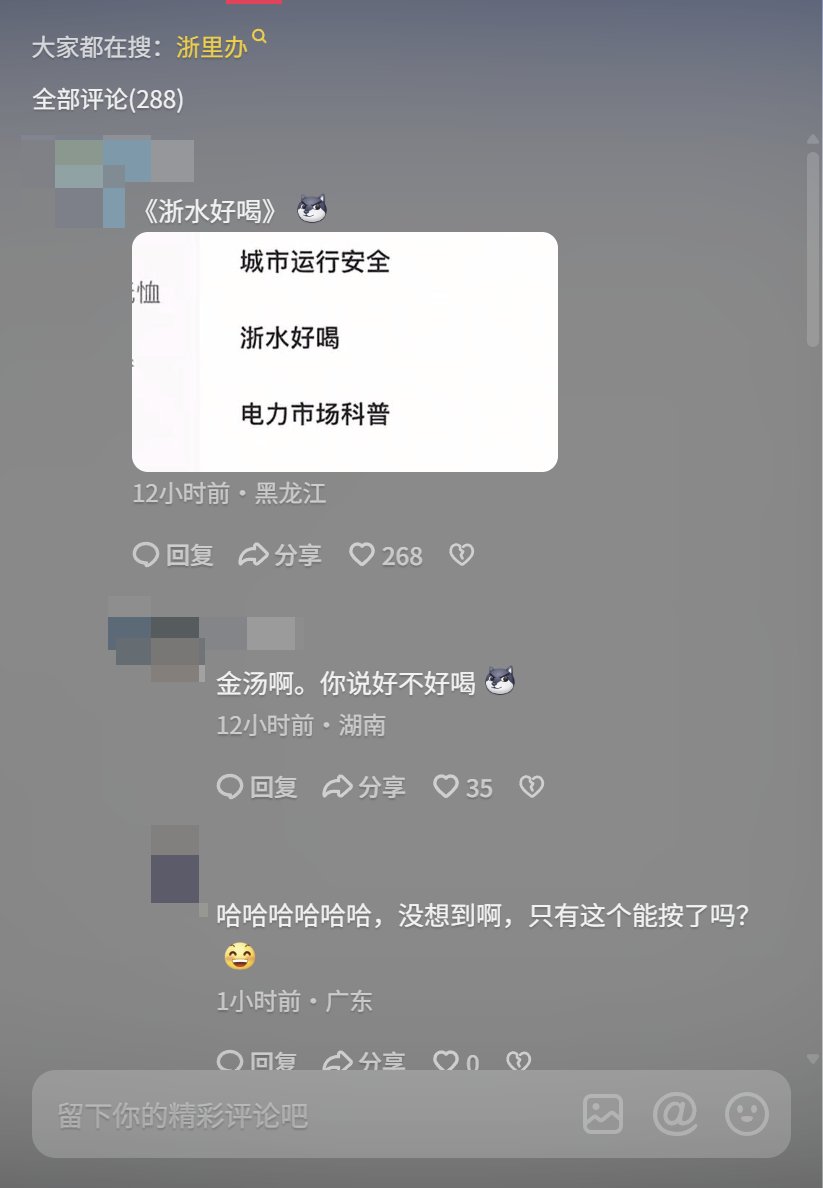 大家都在搜：浙里办
全部评论(288)
《浙水好喝》
城市运行安全
恤
浙水好喝
电力市场科普
12小时前·黑龙江
回复 分享 268
金汤啊。你说好不好喝
12小时前·湖南
回复 分享 35
哈哈哈哈哈哈，没想到啊，只有这个能按了吗？
1小时前·广东
回复 分享 0
留下你的精彩评论吧